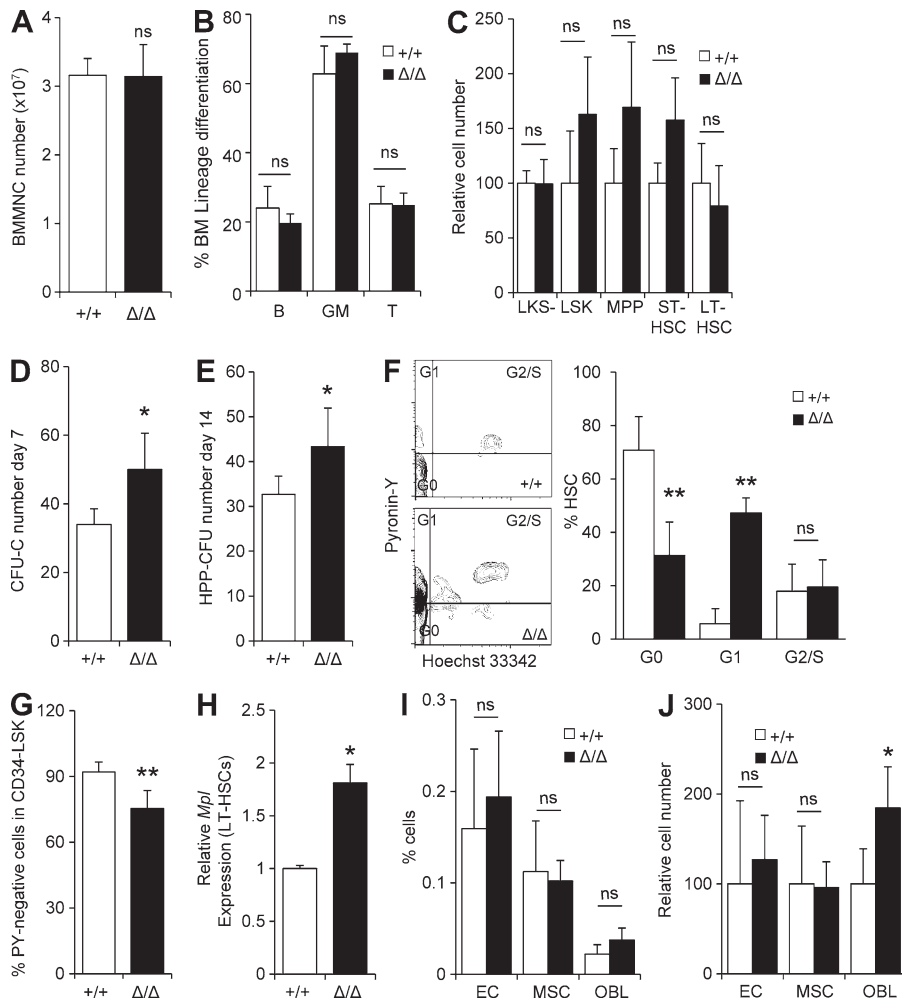 A
BMMNC number (x10⁷)
4
3
2
1
0
ns
+/+
Δ/Δ
B
% BM Lineage differentiation
80
60
40
20
0
ns
ns
ns
+/+
Δ/Δ
B
GM
T
C
Relative cell number
250
200
150
100
50
0
ns
ns
ns
ns
ns
+/+
Δ/Δ
LKS-
LSK
MPP
ST-
HSC
LT-
HSC
D
CFU-C number day 7
80
60
40
20
0
*
+/+
Δ/Δ
E
HPP-CFU number day 14
60
50
40
30
20
10
0
*
+/+
Δ/Δ
F
Pyronin-Y
G1
G2/S
G0
+/+
G1
G2/S
G0
Δ/Δ
Hoechst 33342
% HSC
100
80
60
40
20
0
+/+
Δ/Δ
**
**
ns
G0
G1
G2/S
G
% PY-negative cells in CD34-LSK
120
90
60
30
0
**
+/+
Δ/Δ
H
Relative Mpl
Expression (LT-HSCs)
2.5
2
1.5
1
0.5
0
*
+/+
Δ/Δ
I
% cells
0.3
0.2
0.1
0
ns
ns
ns
+/+
Δ/Δ
EC
MSC
OBL
J
Relative cell number
300
200
100
0
ns
ns
*
+/+
Δ/Δ
EC
MSC
OBL